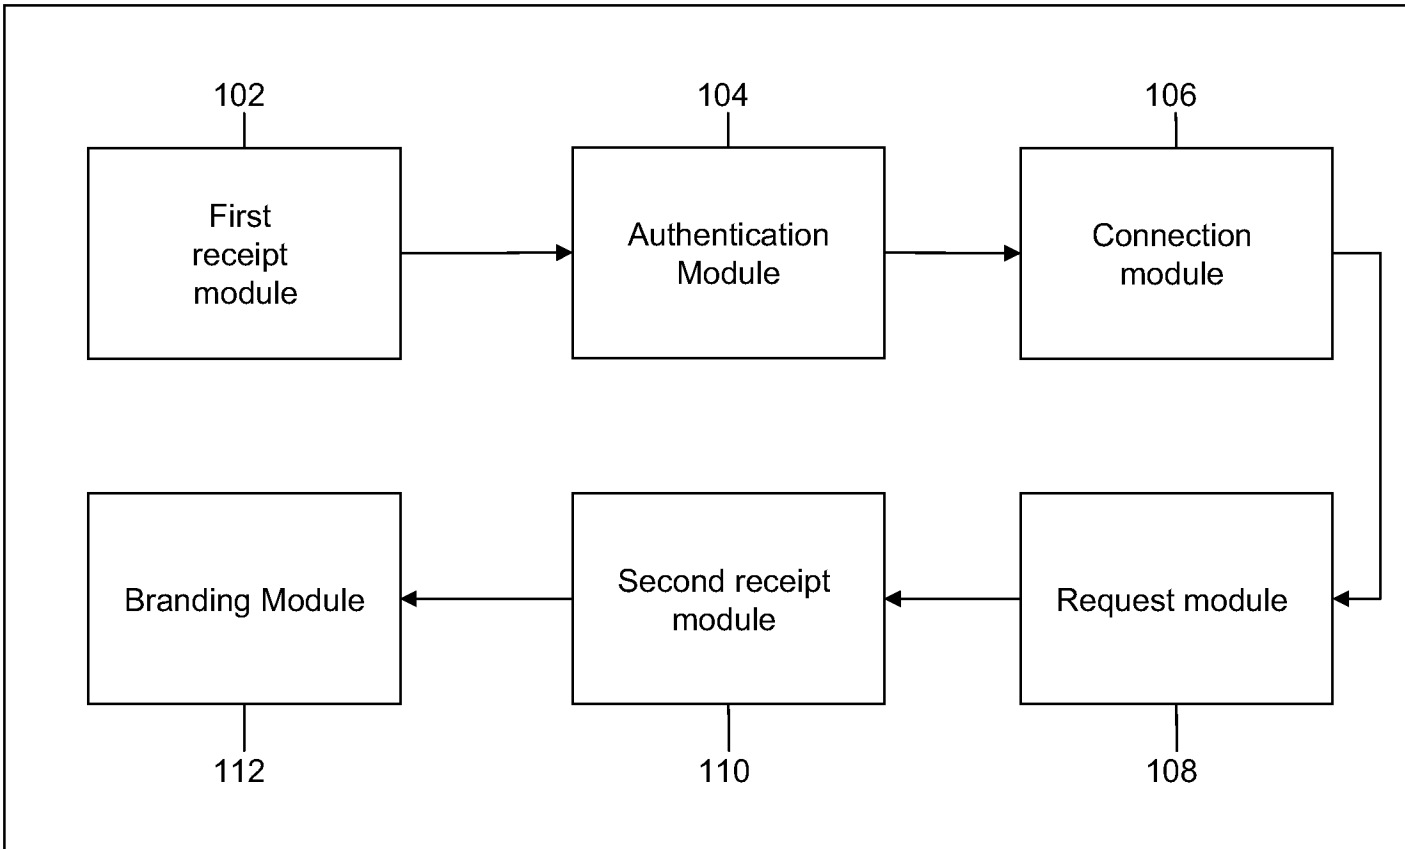 102
104
106
First
receipt
module
Authentication
Module
Connection
module
Branding Module
Second receipt
module
Request module
112
110
108